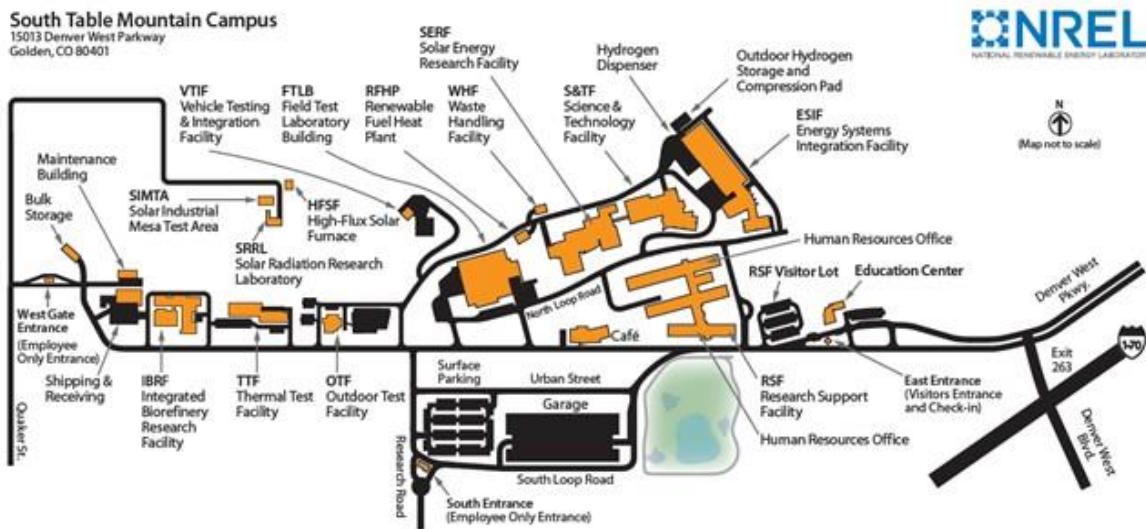 South Table Mountain Campus
15013 Denver West Parkway
Golden, CO 80401
NREL
NATIONAL RENEWABLE ENERGY LABORATORY
N
(Map not to scale)
VTIF
Vehicle Testing
& Integration
Facility
FTLB
Field Test
Laboratory
Building
RFHP
Renewable
Fuel Heat
Plant
SERF
Solar Energy
Research Facility
WHF
Waste
Handling
Facility
S&TF
Science &
Technology
Facility
Hydrogen
Dispenser
Outdoor Hydrogen
Storage and
Compression Pad
ESIF
Energy Systems
Integration Facility
Maintenance
Building
Bulk
Storage
SIMTA
Solar Industrial
Mesa Test Area
HFSF
High-Flux Solar
Furnace
SRRL
Solar Radiation Research
Laboratory
Human Resources Office
RSF Visitor Lot
Education Center
Denver West
Pkwy.
North Loop Road
Café
West Gate
Entrance
(Employee
Only Entrance)
Shipping &
Receiving
IBRF
Integrated
Biorefinery
Research
Facility
TTF
Thermal Test
Facility
OTF
Outdoor Test
Facility
Surface
Parking
Urban Street
Garage
RSF
Research Support
Facility
Human Resources Office
East Entrance
(Visitors Entrance
and Check-in)
Exit
263
I-70
Denver West
Blvd.
Quaker St.
Research Road
South Loop Road
South Entrance
(Employee Only Entrance)